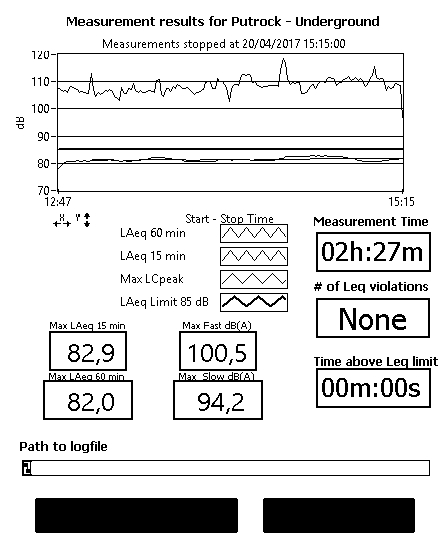 Measurement results for Putrock - Underground
Measurements stopped at 20/04/2017 15:15:00
120
110
100
90
80
70
dB
12:47
15:15
X Y
Start - Stop Time
LAeq 60 min
LAeq 15 min
Max LCpeak
LAeq Limit 85 dB
Measurement Time
02h:27m
# of Leq violations
None
Time above Leq limit
00m:00s
Max LAeq 15 min
82,9
Max Fast dB(A)
100,5
Max LAeq 60 min
82,0
Max Slow dB(A)
94,2
Path to logfile